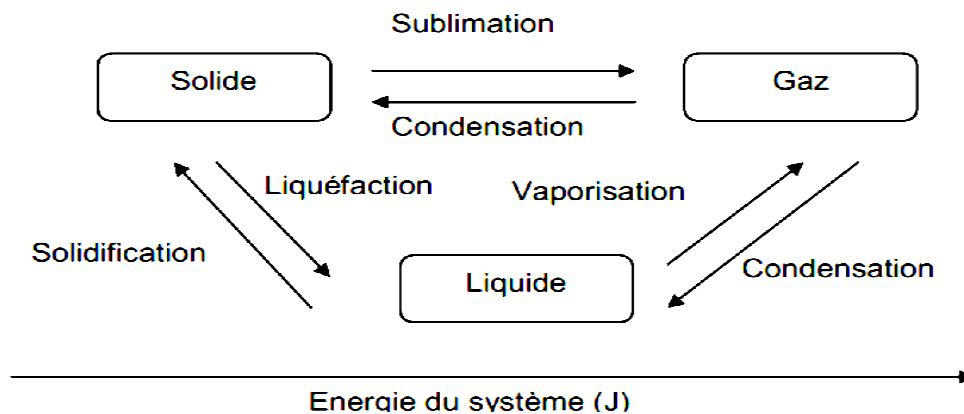 Sublimation
Solide
Gaz
Condensation
Liquéfaction
Vaporisation
Solidification
Condensation
Liquide
Energie du système (J)